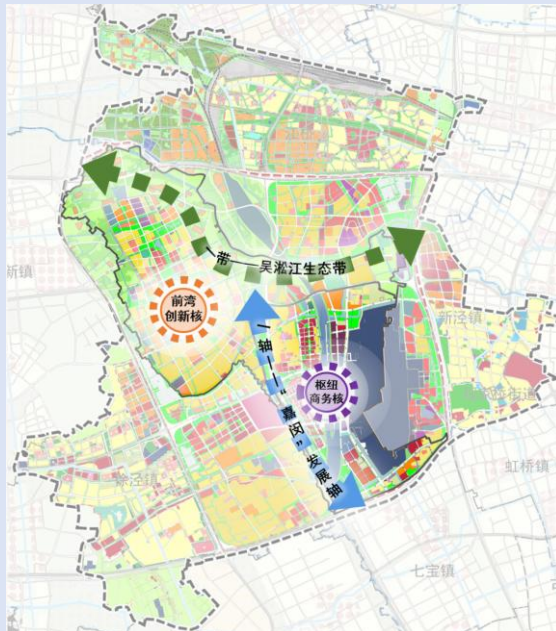 一带——吴淞江生态带
前湾
创新核
新泾镇
新镇
枢纽
商务核
一轴——“嘉闵”发展轴
徐泾镇
虹桥镇
七宝镇